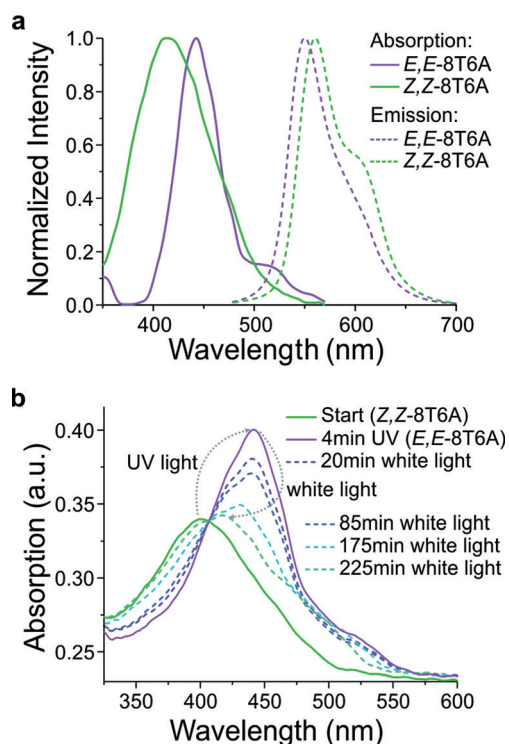 a
1.0
0.8
0.6
0.4
0.2
0.0
Normalized Intensity
Absorption:
E,E-8T6A
Z,Z-8T6A
Emission:
E,E-8T6A
Z,Z-8T6A
400
500
600
700
Wavelength (nm)
b
0.40
0.35
0.30
0.25
Absorption (a.u.)
Start (Z,Z-8T6A)
4min UV (E,E-8T6A)
20min white light
UV light
white light
85min white light
175min white light
225min white light
350
400
450
500
550
600
Wavelength (nm)